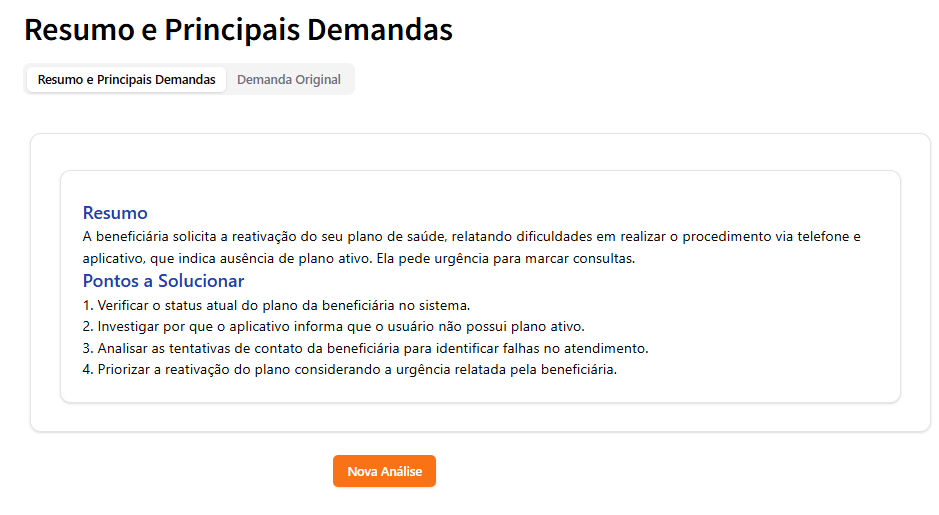 Resumo e Principais Demandas
Resumo e Principais Demandas
Demanda Original
Resumo
A beneficiária solicita a reativação do seu plano de saúde, relatando dificuldades em realizar o procedimento via telefone e
aplicativo, que indica ausência de plano ativo. Ela pede urgência para marcar consultas.
Pontos a Solucionar
1. Verificar o status atual do plano da beneficiária no sistema.
2. Investigar por que o aplicativo informa que o usuário não possui plano ativo.
3. Analisar as tentativas de contato da beneficiária para identificar falhas no atendimento.
4. Priorizar a reativação do plano considerando a urgência relatada pela beneficiária.
Nova Análise